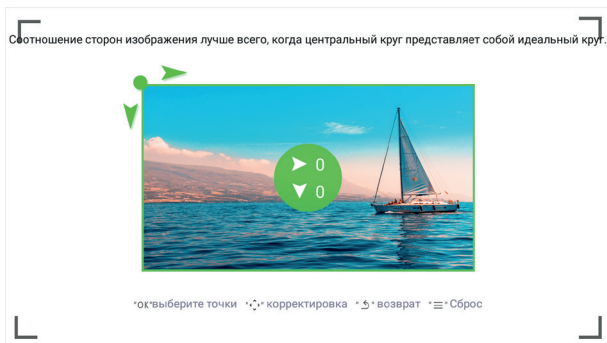 Соотношение сторон изображения лучше всего, когда центральный круг представляет собой идеальный круг.
0
0
"OK"выберите точки " " корректировка " " возврат " " Сброс